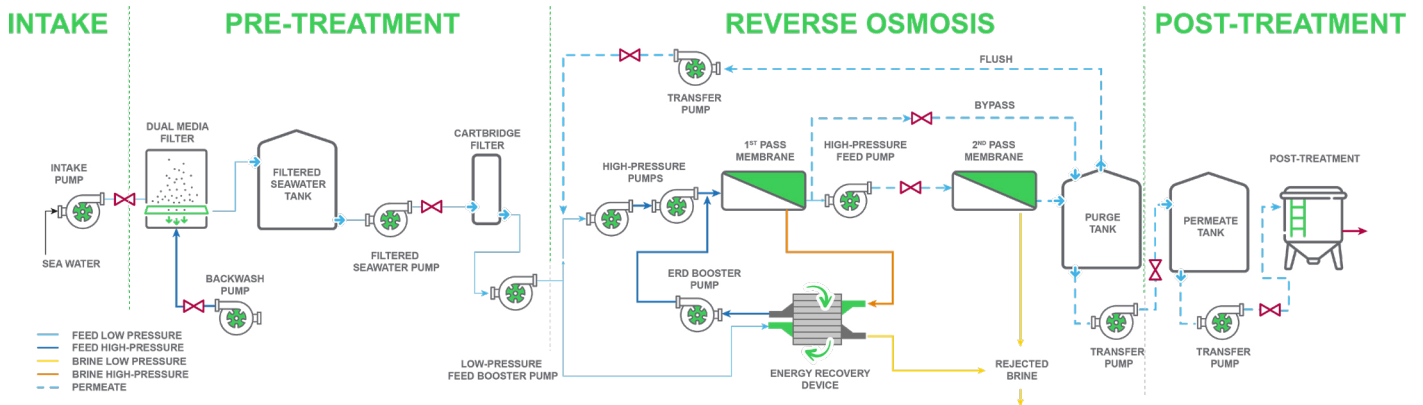 INTAKE
PRE-TREATMENT
REVERSE OSMOSIS
POST-TREATMENT
FLUSH
TRANSFER
PUMP
BYPASS
DUAL MEDIA
FILTER
CARTBRIDGE
FILTER
1ST PASS
MEMBRANE
HIGH-PRESSURE
FEED PUMP
2ND PASS
MEMBRANE
INTAKE
PUMP
FILTERED
SEAWATER
TANK
HIGH-PRESSURE
PUMPS
POST-TREATMENT
PURGE
TANK
PERMEATE
TANK
SEA WATER
FILTERED
SEAWATER PUMP
BACKWASH
PUMP
ERD BOOSTER
PUMP
FEED LOW PRESSURE
FEED HIGH-PRESSURE
BRINE LOW PRESSURE
BRINE HIGH-PRESSURE
PERMEATE
LOW-PRESSURE
FEED BOOSTER PUMP
ENERGY RECOVERY
DEVICE
REJECTED
BRINE
TRANSFER
PUMP
TRANSFER
PUMP